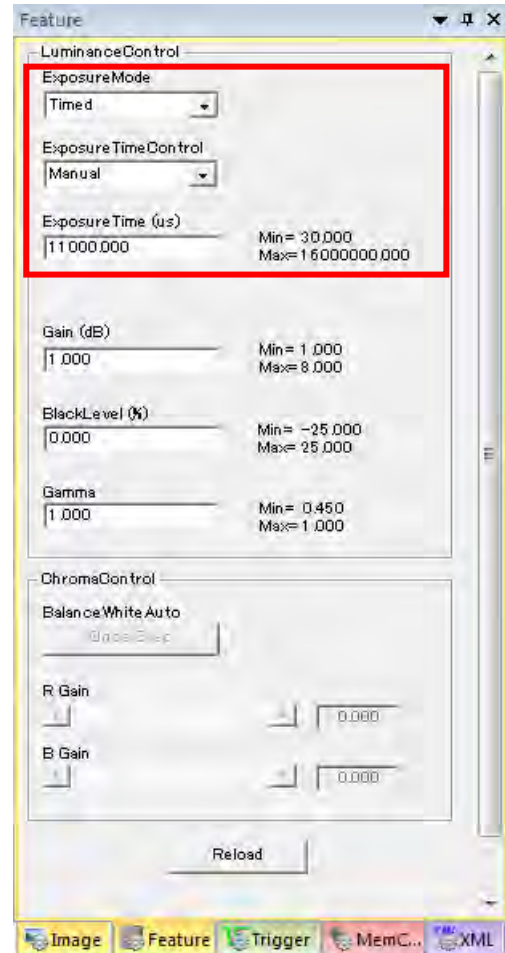 Feature
LuminanceControl
ExposureMode
Timed
ExposureTimeControl
Manual
ExposureTime (us)
11000.000
Min= 30.000
Max=16000000.000
Gain (dB)
1.000
Min= 1.000
Max= 8.000
BlackLevel (%)
0.000
Min= -25.000
Max= 25.000
Gamma
1.000
Min= 0.450
Max= 1.000
ChromaControl
BalanceWhiteAuto
R Gain
0.000
B Gain
0.000
Reload
Image Feature Trigger MemC... XML